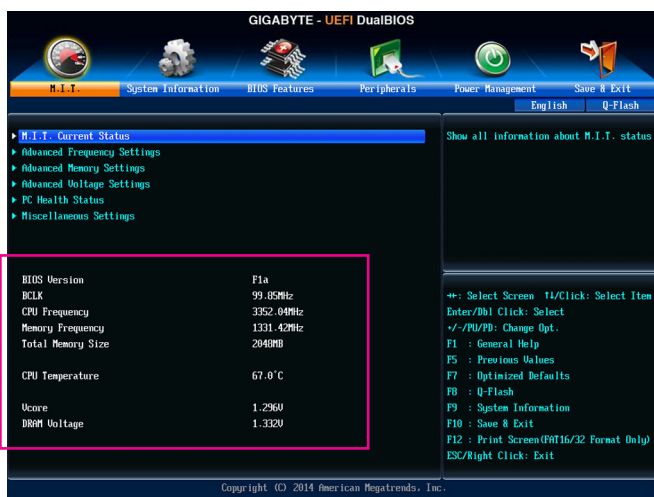 GIGABYTE - UEFI DualBIOS
M.I.T. System Information BIOS Features Peripherals Power Management Save & Exit
English Q-Flash
M.I.T. Current Status
Advanced Frequency Settings
Advanced Memory Settings
Advanced Voltage Settings
PC Health Status
Miscellaneous Settings
Show all information about M.I.T. status
BIOS Version F1a
BCLK 99.85MHz
CPU Frequency 3352.04MHz
Memory Frequency 1331.42MHz
Total Memory Size 2048MB
CPU Temperature 67.0°C
Vcore 1.296V
DRAM Voltage 1.332V
→←: Select Screen ↑↓/Click: Select Item
Enter/Dbl Click: Select
+/-/PU/PD: Change Opt.
F1 : General Help
F5 : Previous Values
F7 : Optimized Defaults
F8 : Q-Flash
F9 : System Information
F10 : Save & Exit
F12 : Print Screen(FAT16/32 Format Only)
ESC/Right Click: Exit
Copyright (C) 2014 American Megatrends, Inc.